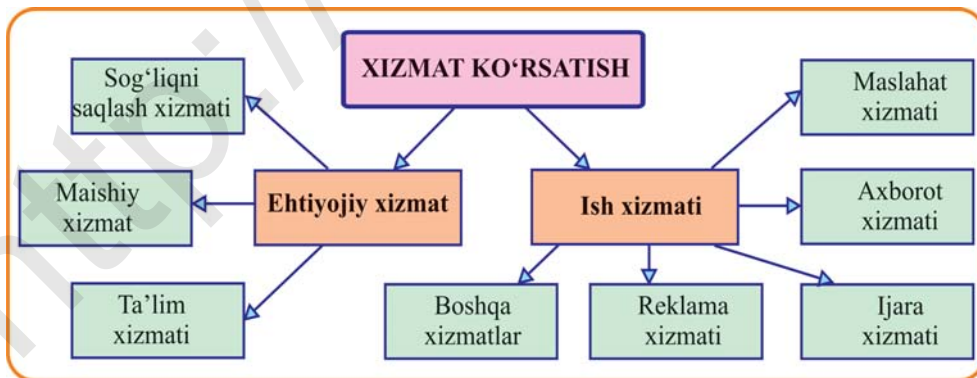 XIZMAT KO‘RSATISH
Sog‘liqni
saqlash xizmati
Maslahat
xizmati
Maishiy
xizmat
Ehtiyojiy xizmat
Ish xizmati
Axborot
xizmati
Ta’lim
xizmati
Boshqa
xizmatlar
Reklama
xizmati
Ijara
xizmati
http:/